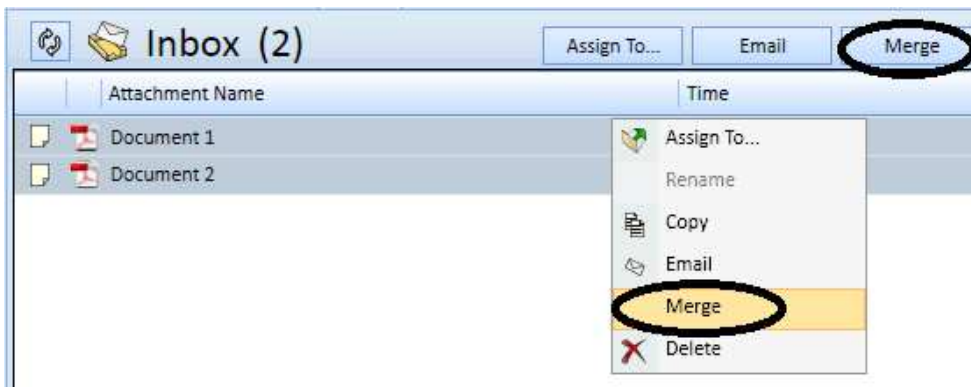 Inbox (2)
Assign To... Email Merge
Attachment Name Time
Document 1
Document 2
Assign To...
Rename
Copy
Email
Merge
Delete